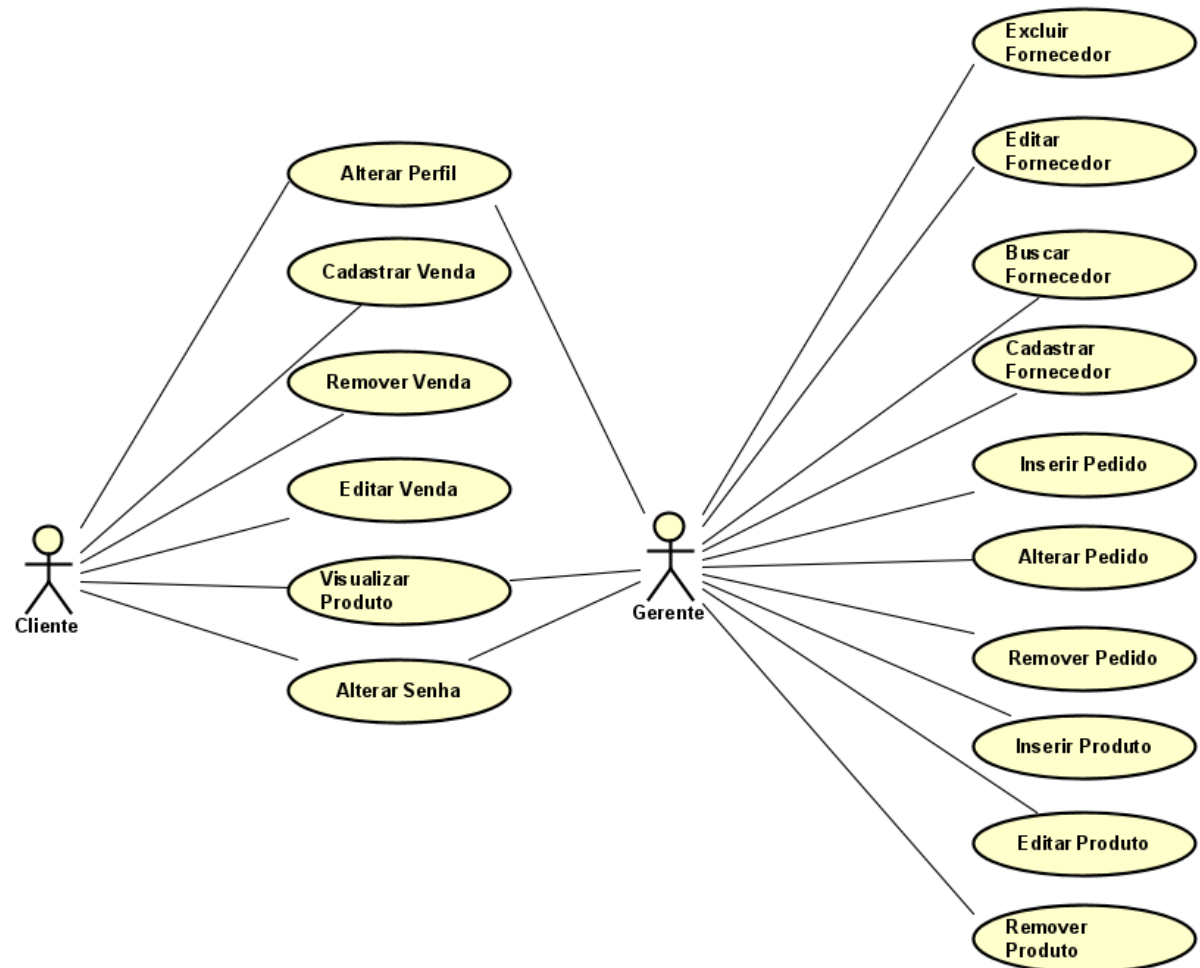 Excluir
Fornecedor
Editar
Fornecedor
Alterar Perfil
Buscar
Fornecedor
Cadastrar Venda
Cadastrar
Fornecedor
Remover Venda
Inserir Pedido
Editar Venda
Alterar Pedido
Visualizar
Produto
Gerente
Cliente
Remover Pedido
Alterar Senha
Inserir Produto
Editar Produto
Remover
Produto